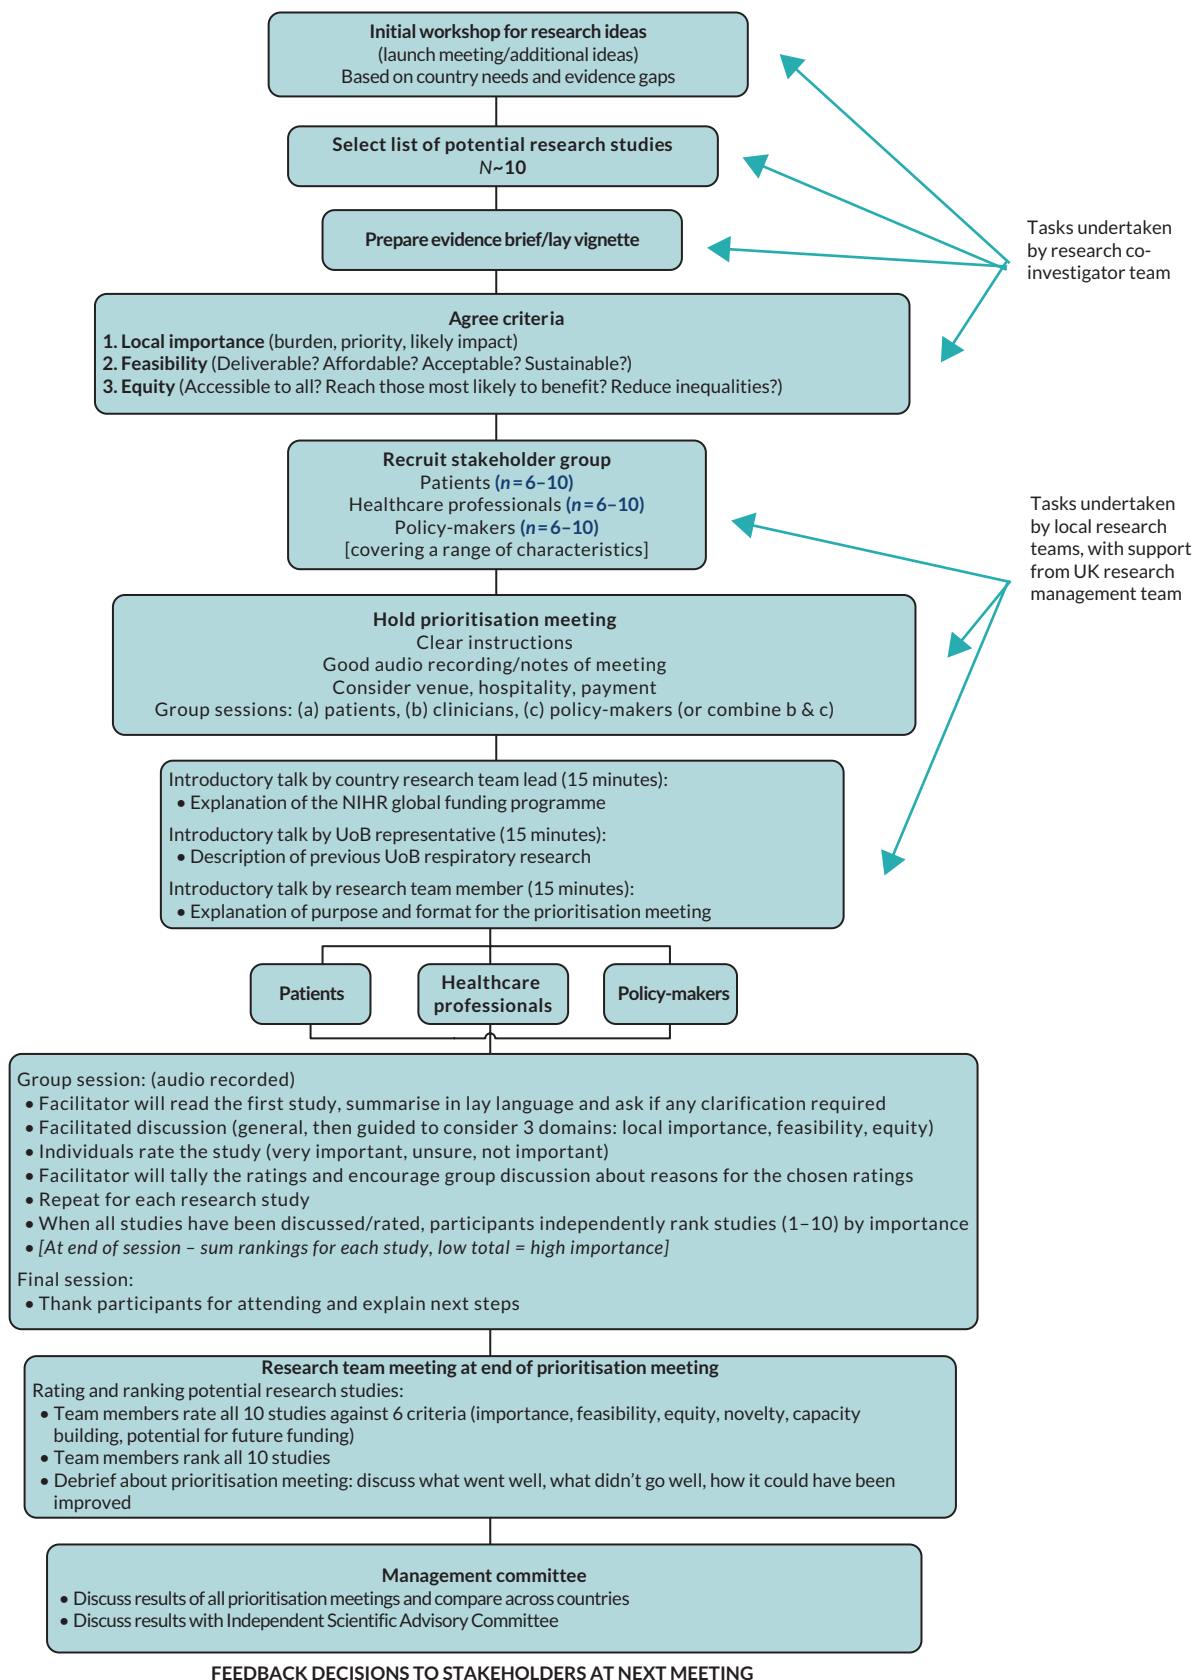 Initial workshop for research ideas
(launch meeting/additional ideas)
Based on country needs and evidence gaps
Select list of potential research studies
N~10
Prepare evidence brief/lay vignette
Tasks undertaken
by research co-
investigator team
Agree criteria
1. Local importance (burden, priority, likely impact)
2. Feasibility (Deliverable? Affordable? Acceptable? Sustainable?)
3. Equity (Accessible to all? Reach those most likely to benefit? Reduce inequalities?)
Recruit stakeholder group
Patients (n=6–10)
Healthcare professionals (n=6–10)
Policy-makers (n=6–10)
[covering a range of characteristics]
Tasks undertaken
by local research
teams, with support
from UK research
management team
Hold prioritisation meeting
Clear instructions
Good audio recording/notes of meeting
Consider venue, hospitality, payment
Group sessions: (a) patients, (b) clinicians, (c) policy-makers (or combine b & c)
Introductory talk by country research team lead (15 minutes):
• Explanation of the NIHR global funding programme
Introductory talk by UoB representative (15 minutes):
• Description of previous UoB respiratory research
Introductory talk by research team member (15 minutes):
• Explanation of purpose and format for the prioritisation meeting
Patients
Healthcare
professionals
Policy-makers
Group session: (audio recorded)
• Facilitator will read the first study, summarise in lay language and ask if any clarification required
• Facilitated discussion (general, then guided to consider 3 domains: local importance, feasibility, equity)
• Individuals rate the study (very important, unsure, not important)
• Facilitator will tally the ratings and encourage group discussion about reasons for the chosen ratings
• Repeat for each research study
• When all studies have been discussed/rated, participants independently rank studies (1–10) by importance
• [At end of session – sum rankings for each study, low total = high importance]
Final session:
• Thank participants for attending and explain next steps
Research team meeting at end of prioritisation meeting
Rating and ranking potential research studies:
• Team members rate all 10 studies against 6 criteria (importance, feasibility, equity, novelty, capacity
building, potential for future funding)
• Team members rank all 10 studies
• Debrief about prioritisation meeting: discuss what went well, what didn't go well, how it could have been
improved
Management committee
• Discuss results of all prioritisation meetings and compare across countries
• Discuss results with Independent Scientific Advisory Committee
FEEDBACK DECISIONS TO STAKEHOLDERS AT NEXT MEETING